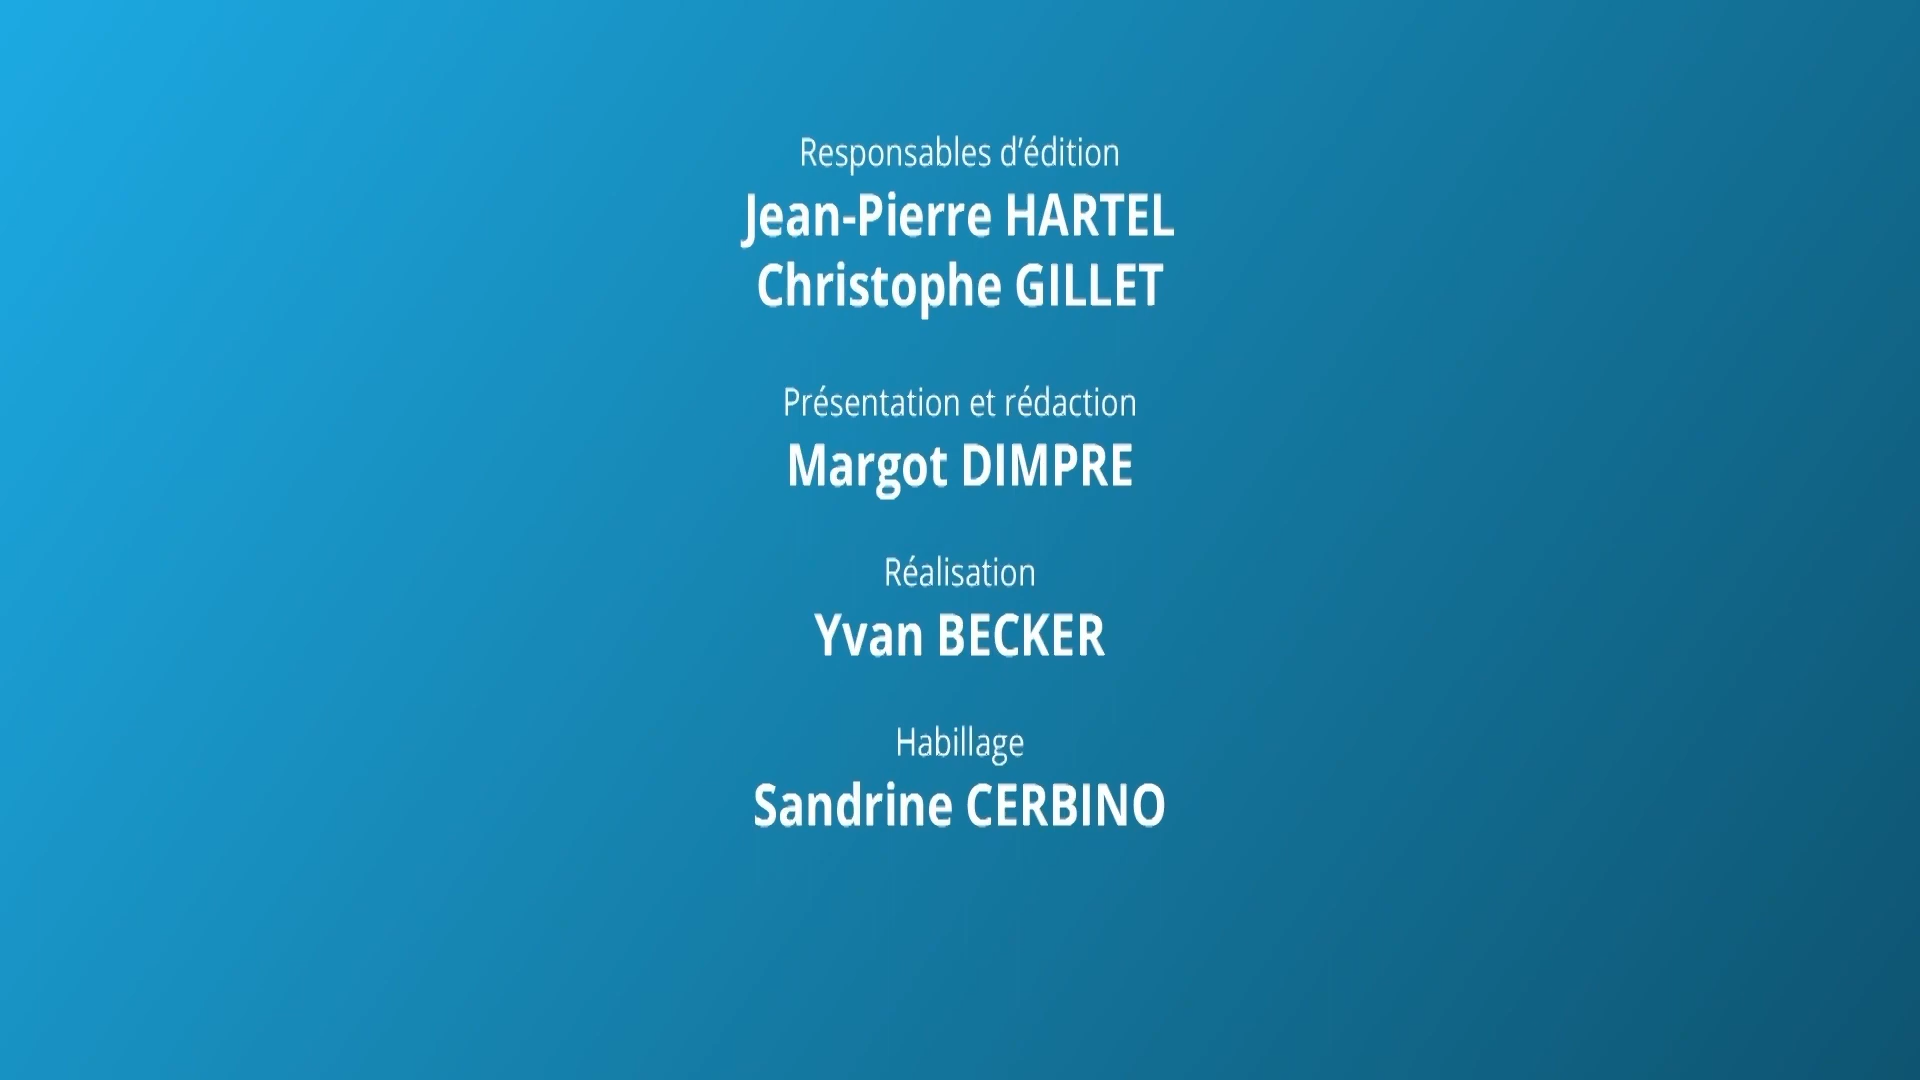 Responsables d’édition
Jean-Pierre HARTEL
Christophe GILLET
Présentation et rédaction
Margot DIMPRE
Réalisation
Yvan BECKER
Habillage
Sandrine CERBINO